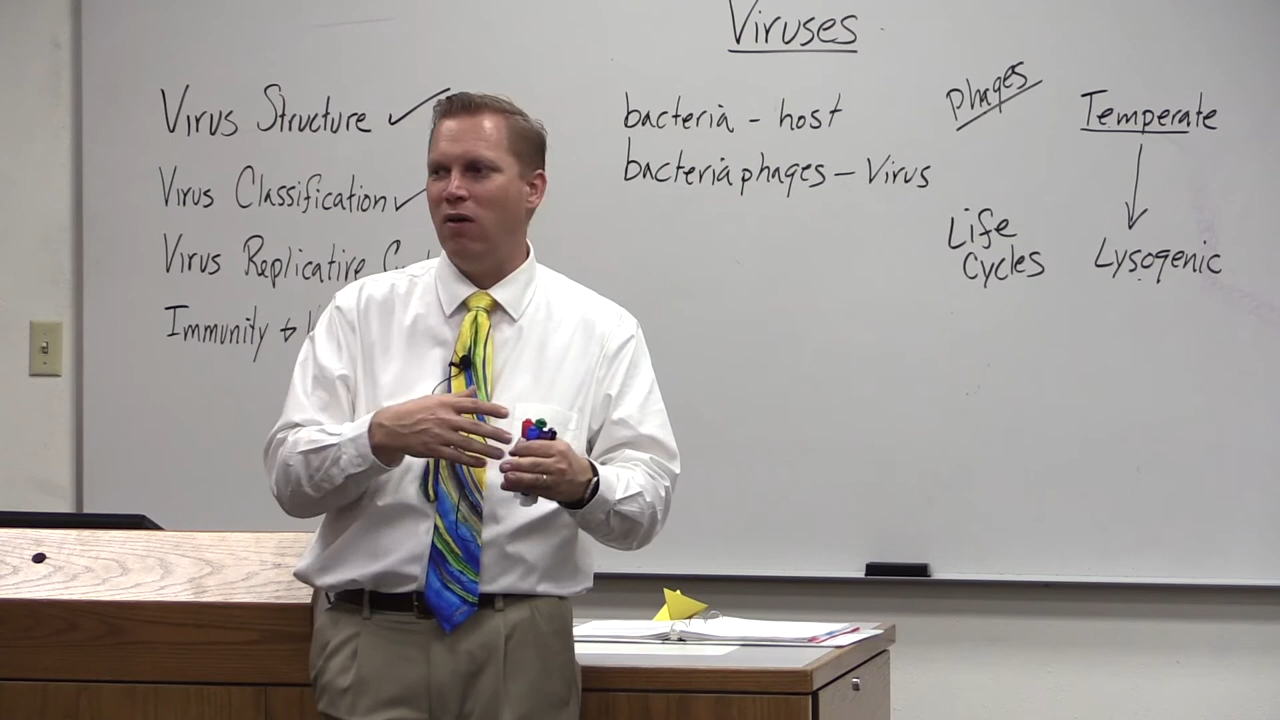 Viruses
Virus Structure ✓
Virus Classification ✓
Virus Replicative
Immunity +
bacteria - host
bacteriaphages - Virus
phages
Temperate
↓
Life
Cycles
Lysogenic